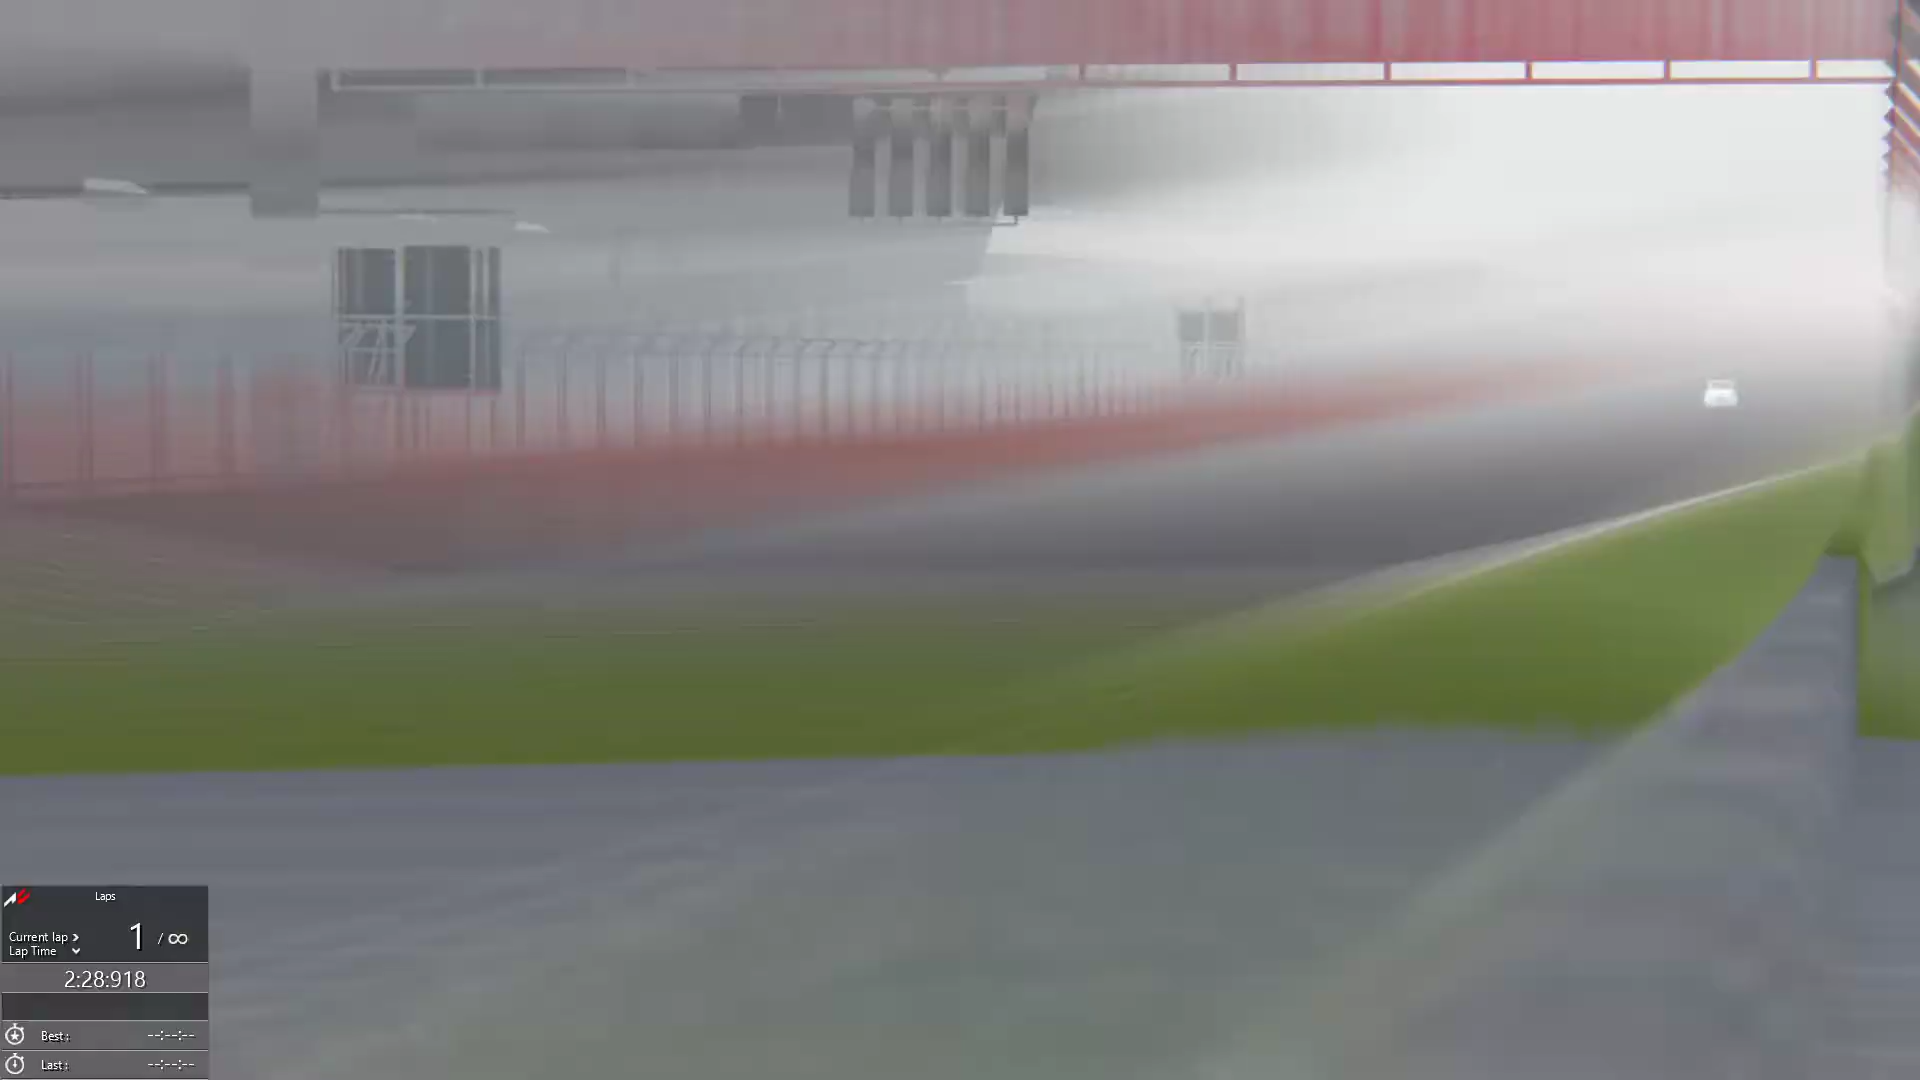 Laps
Current lap > 1 / ∞
Lap Time
2:28:918
Best: --:--:--
Last: --:--:--